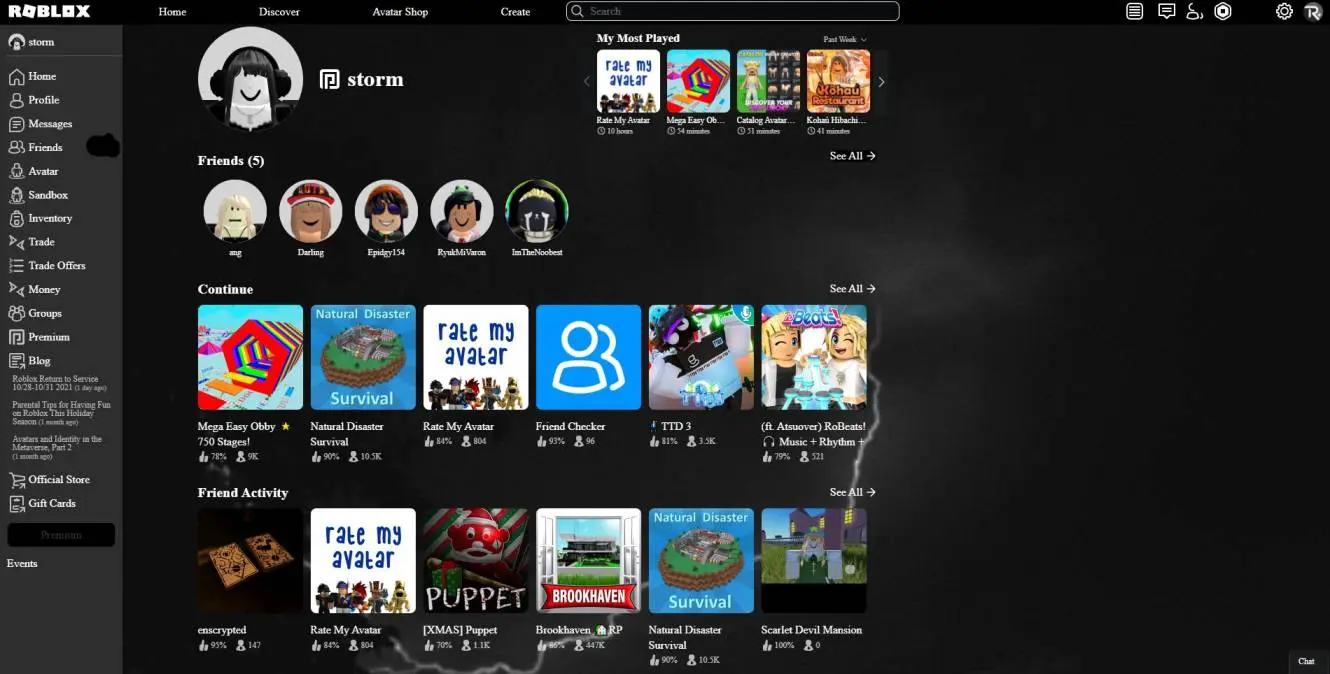 ROBLOX
Home
Discover
Avatar Shop
Create
Search
storm
Home
Profile
Messages
Friends
Avatar
Sandbox
Inventory
Trade
Trade Offers
Money
Groups
Premium
Blog
Roblox Return to Service
10/28-10/31 2021 (1 day ago)
Parental Tips for Having Fun
on Roblox This Holiday
Season (1 month ago)
Avatars and Identity in the
Metaverse, Part 2
(1 month ago)
Official Store
Gift Cards
Premium
Events
storm
My Most Played
Past Week
rate my
avatar
DISCOVER YOUR
Kohaú
Restaurant
Rate My Avatar
Mega Easy Ob...
Catalog Avatar...
Kohaú Hibachi...
10 hours
54 minutes
51 minutes
41 minutes
See All →
Friends (5)
ang
Darling
Epidgy154
RyukMiVaron
ImTheNoobest
Continue
See All →
Natural Disaster
Survival
rate my
avatar
Beats!
Mega Easy Obby ⭐
750 Stages!
78% 9K
Natural Disaster
Survival
90% 10.5K
Rate My Avatar
84% 804
Friend Checker
93% 96
TTD 3
81% 3.5K
(ft. Atsuover) RoBeats!
🎧 Music + Rhythm +
79% 521
Friend Activity
See All →
rate my
avatar
PUPPET
BROOKHAVEN
Natural Disaster
Survival
enscrypted
95% 147
Rate My Avatar
84% 804
[XMAS] Puppet
70% 1.1K
Brookhaven 🏡RP
86% 447K
Natural Disaster
Survival
90% 10.5K
Scarlet Devil Mansion
100% 0
Chat